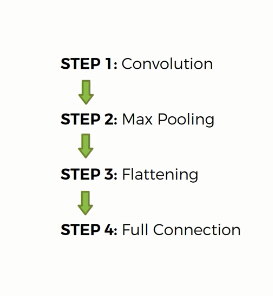 STEP 1: Convolution
STEP 2: Max Pooling
STEP 3: Flattening
STEP 4: Full Connection